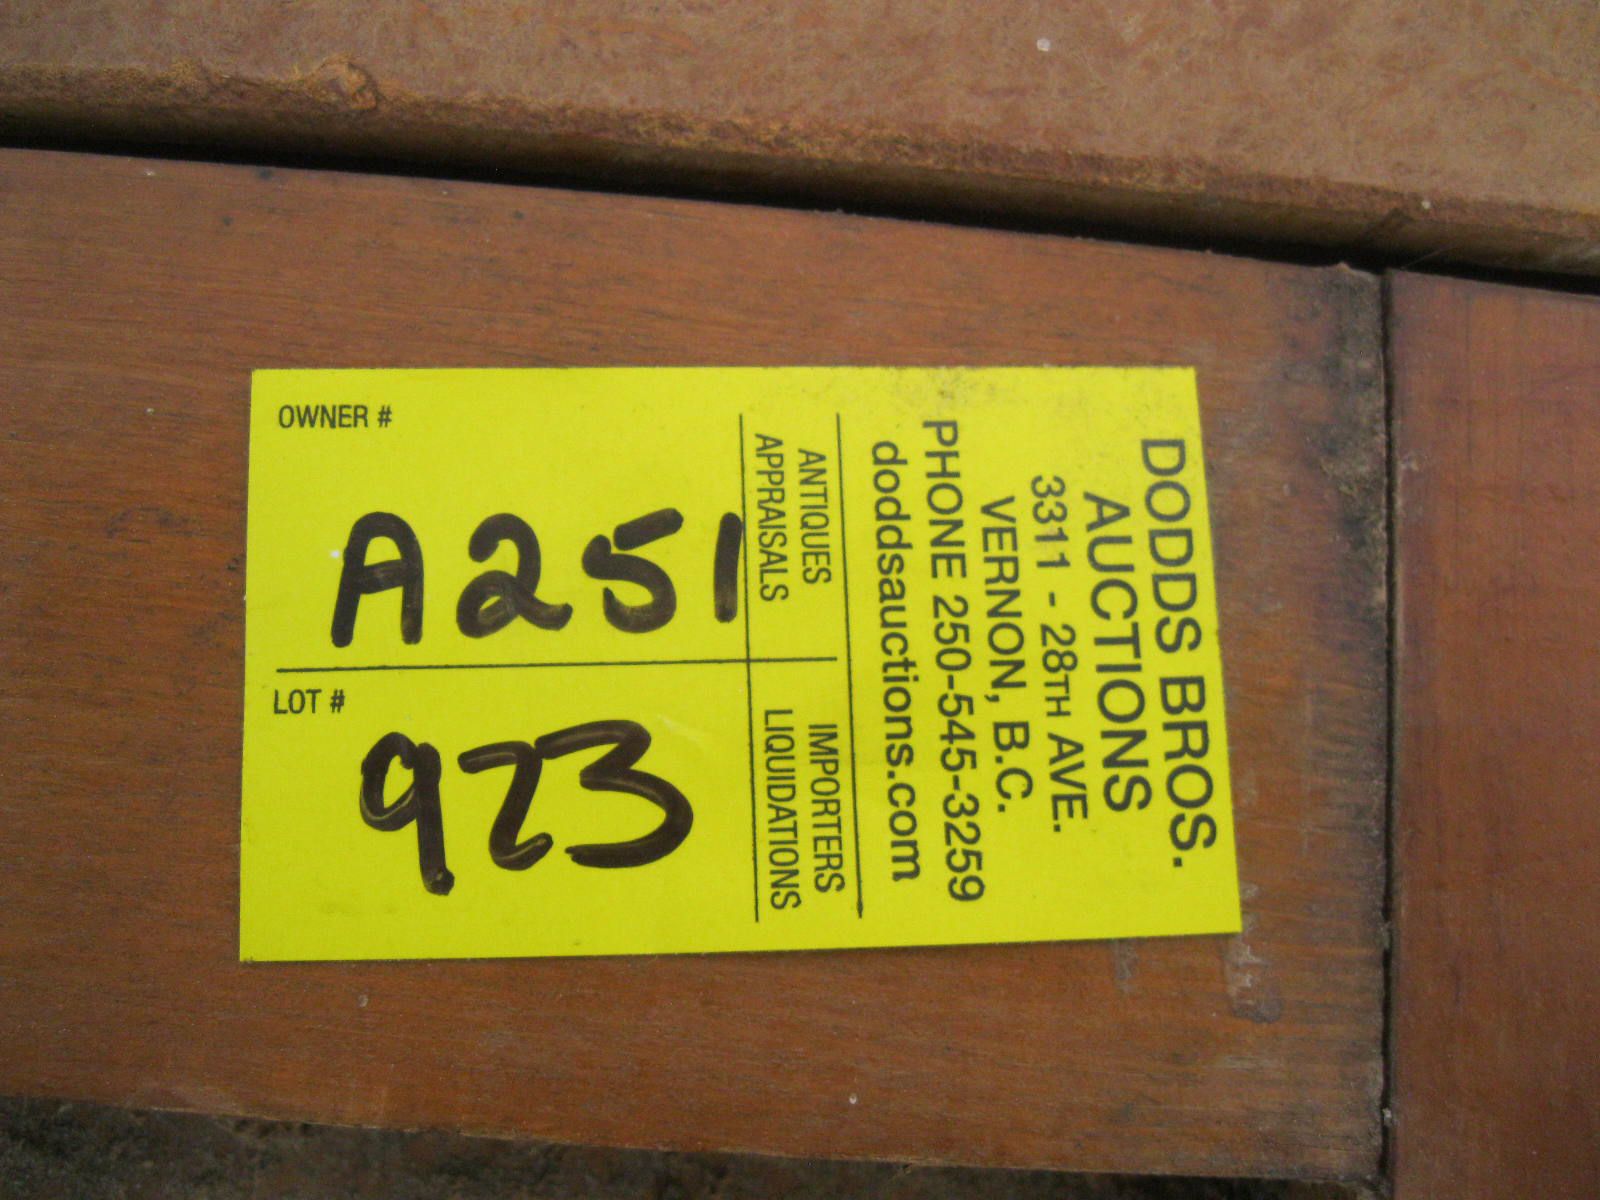 DODDS BROS.
AUCTIONS
3311 - 28TH AVE.
VERNON, B.C.
PHONE 250-545-3259
doddsauctions.com
ANTIQUES
APPRAISALS
IMPORTERS
LIQUIDATIONS
OWNER #
A251
LOT #
923